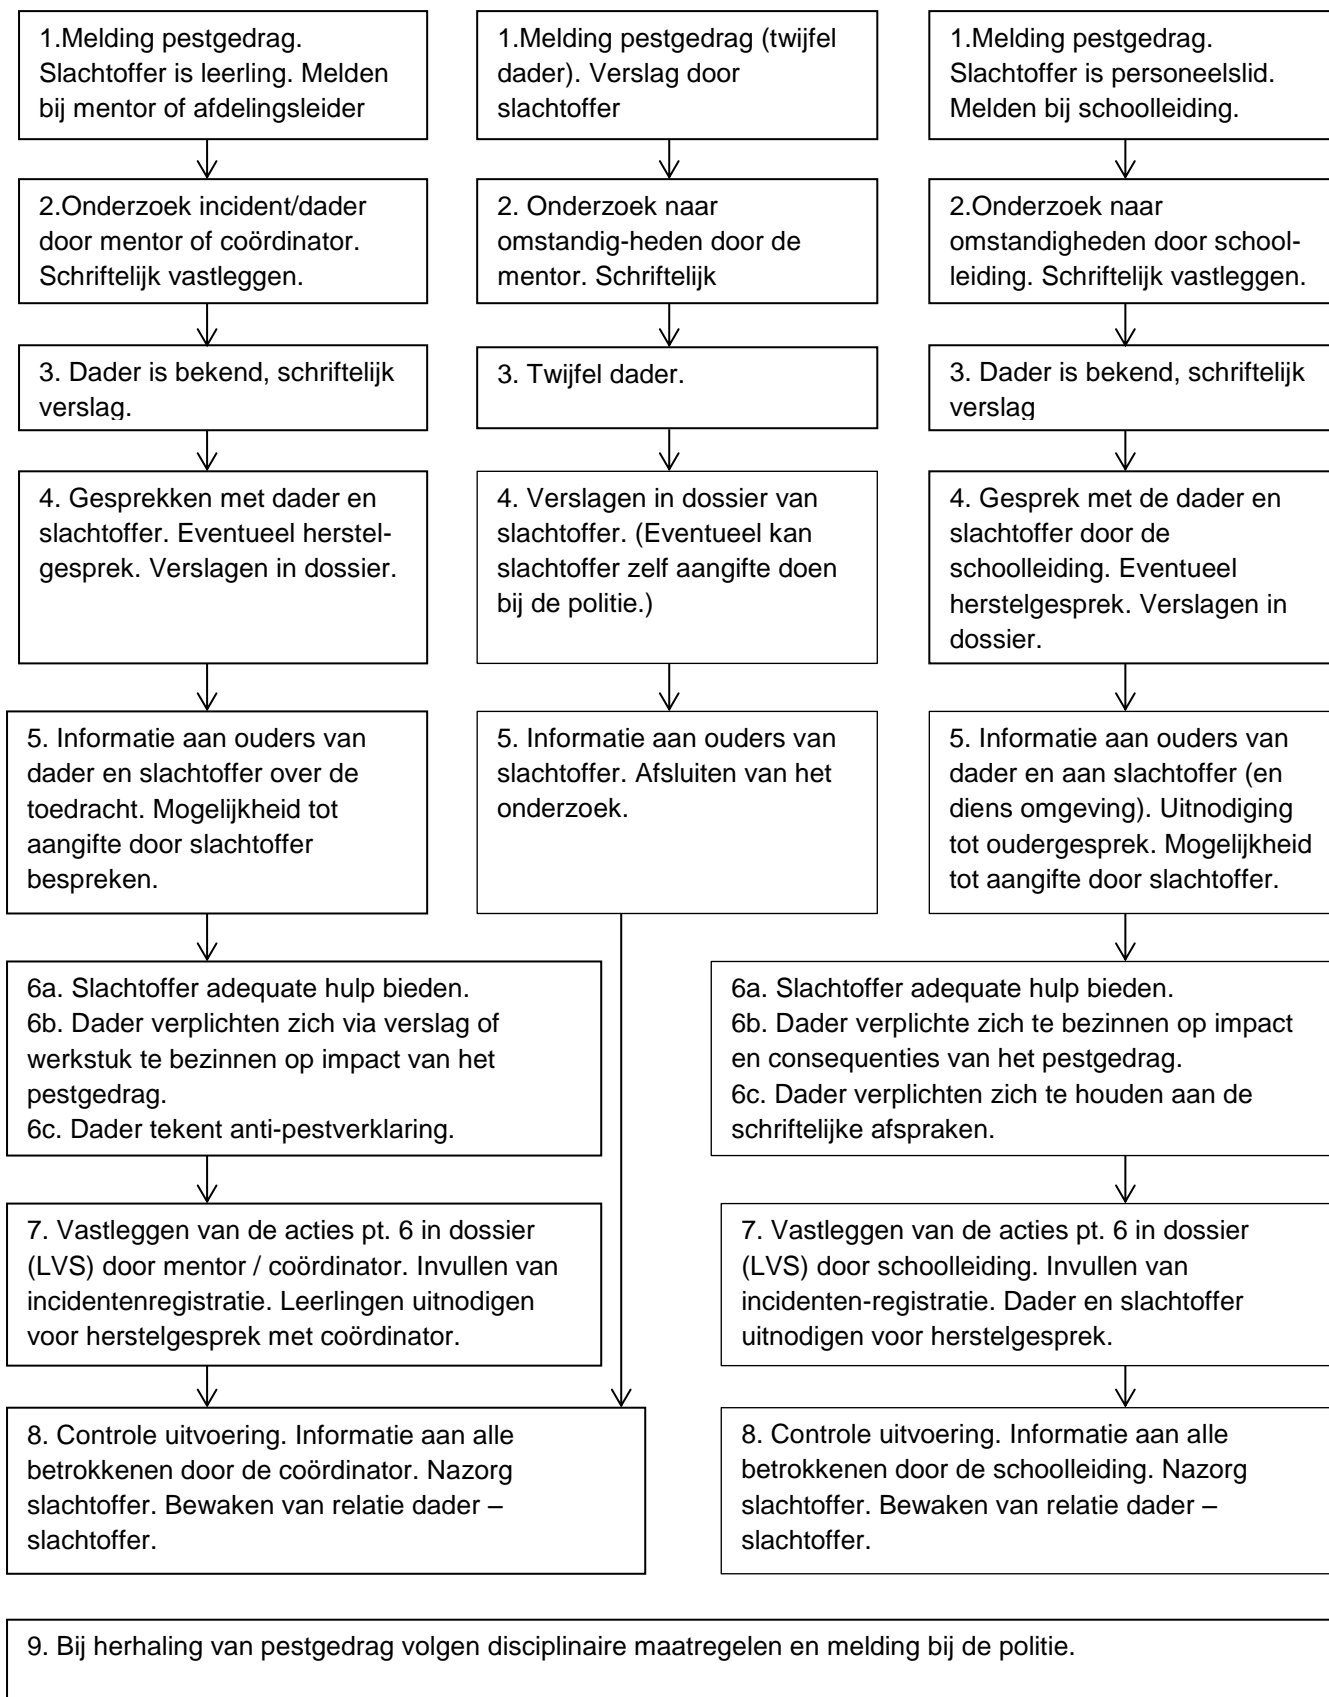 1.Melding pestgedrag.
Slachtoffer is leerling. Melden
bij mentor of afdelingsleider
1.Melding pestgedrag (twijfel
dader). Verslag door
slachtoffer
1.Melding pestgedrag.
Slachtoffer is personeelslid.
Melden bij schoolleiding.
2.Onderzoek incident/dader
door mentor of coördinator.
Schriftelijk vastleggen.
2. Onderzoek naar
omstandig-heden door de
mentor. Schriftelijk
2.Onderzoek naar
omstandigheden door school-
leiding. Schriftelijk vastleggen.
3. Dader is bekend, schriftelijk
verslag.
3. Twijfel dader.
3. Dader is bekend, schriftelijk
verslag
4. Gesprekken met dader en
slachtoffer. Eventueel herstel-
gesprek. Verslagen in dossier.
4. Verslagen in dossier van
slachtoffer. (Eventueel kan
slachtoffer zelf aangifte doen
bij de politie.)
4. Gesprek met de dader en
slachtoffer door de
schoolleiding. Eventueel
herstelgesprek. Verslagen in
dossier.
5. Informatie aan ouders van
dader en slachtoffer over de
toedracht. Mogelijkheid tot
aangifte door slachtoffer
bespreken.
5. Informatie aan ouders van
slachtoffer. Afsluiten van het
onderzoek.
5. Informatie aan ouders van
dader en aan slachtoffer (en
diens omgeving). Uitnodiging
tot oudergesprek. Mogelijkheid
tot aangifte door slachtoffer.
6a. Slachtoffer adequate hulp bieden.
6b. Dader verplichten zich via verslag of
werkstuk te bezinnen op impact van het
pestgedrag.
6c. Dader tekent anti-pestverklaring.
6a. Slachtoffer adequate hulp bieden.
6b. Dader verplichte zich te bezinnen op impact
en consequenties van het pestgedrag.
6c. Dader verplichten zich te houden aan de
schriftelijke afspraken.
7. Vastleggen van de acties pt. 6 in dossier
(LVS) door mentor / coördinator. Invullen van
incidentenregistratie. Leerlingen uitnodigen
voor herstelgesprek met coördinator.
7. Vastleggen van de acties pt. 6 in dossier
(LVS) door schoolleiding. Invullen van
incidenten-registratie. Dader en slachtoffer
uitnodigen voor herstelgesprek.
8. Controle uitvoering. Informatie aan alle
betrokkenen door de coördinator. Nazorg
slachtoffer. Bewaken van relatie dader –
slachtoffer.
8. Controle uitvoering. Informatie aan alle
betrokkenen door de schoolleiding. Nazorg
slachtoffer. Bewaken van relatie dader –
slachtoffer.
9. Bij herhaling van pestgedrag volgen disciplinaire maatregelen en melding bij de politie.